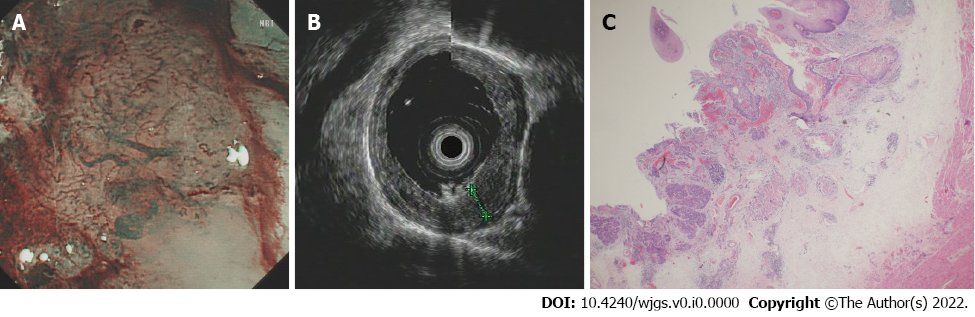 A
B
C
NBI
DOI: 10.4240/wjgs.v0.i0.0000 Copyright ©The Author(s) 2022.